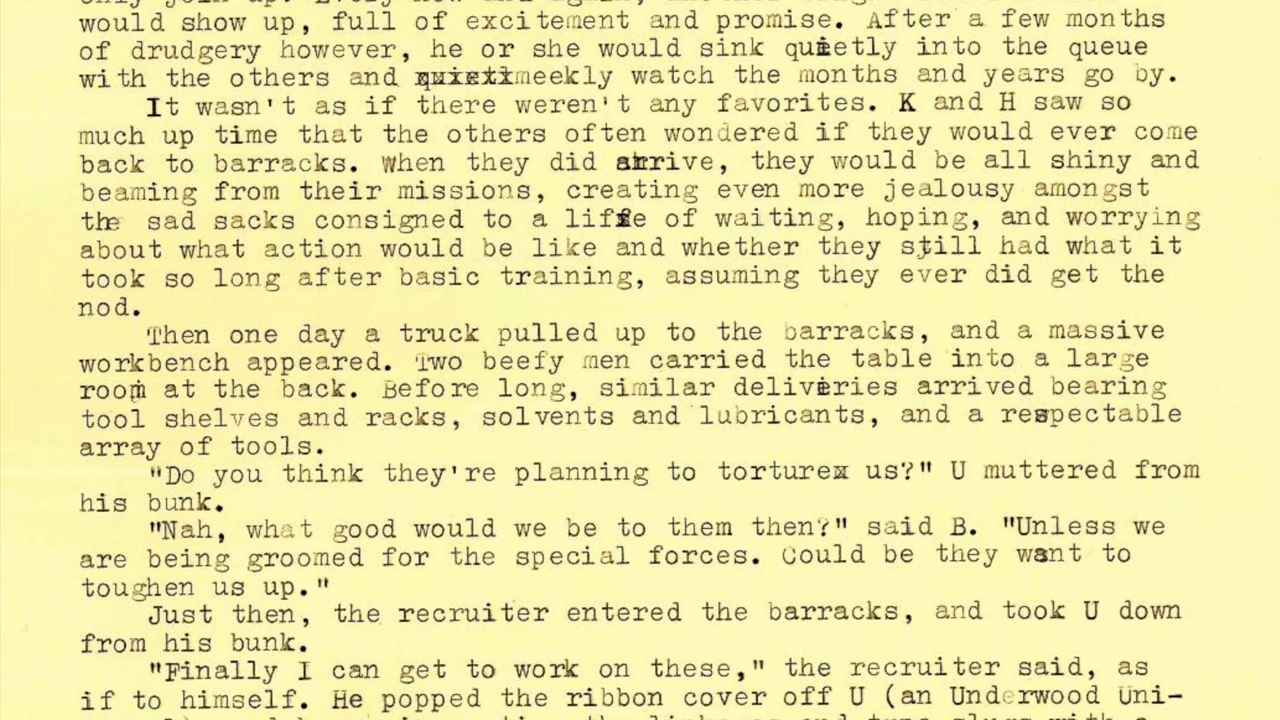 would show up, full of excitement and promise. After a few months
of drudgery however, he or she would sink quietly into the queue
with the others and meekly watch the months and years go by.
It wasn't as if there weren't any favorites. K and H saw so
much up time that the others often wondered if they would ever come
back to barracks. When they did arrive, they would be all shiny and
beaming from their missions, creating even more jealousy amongst
the sad sacks consigned to a life of waiting, hoping, and worrying
about what action would be like and whether they still had what it
took so long after basic training, assuming they ever did get the
nod.
Then one day a truck pulled up to the barracks, and a massive
workbench appeared. Two beefy men carried the table into a large
room at the back. Before long, similar deliveries arrived bearing
tool shelves and racks, solvents and lubricants, and a respectable
array of tools.
"Do you think they're planning to torturex us?" U muttered from
his bunk.
"Nah, what good would we be to them then?" said B. "Unless we
are being groomed for the special forces. Could be they want to
toughen us up."
Just then, the recruiter entered the barracks, and took U down
from his bunk.
"Finally I can get to work on these," the recruiter said, as
if to himself. He popped the ribbon cover off U (an Underwood Uni-